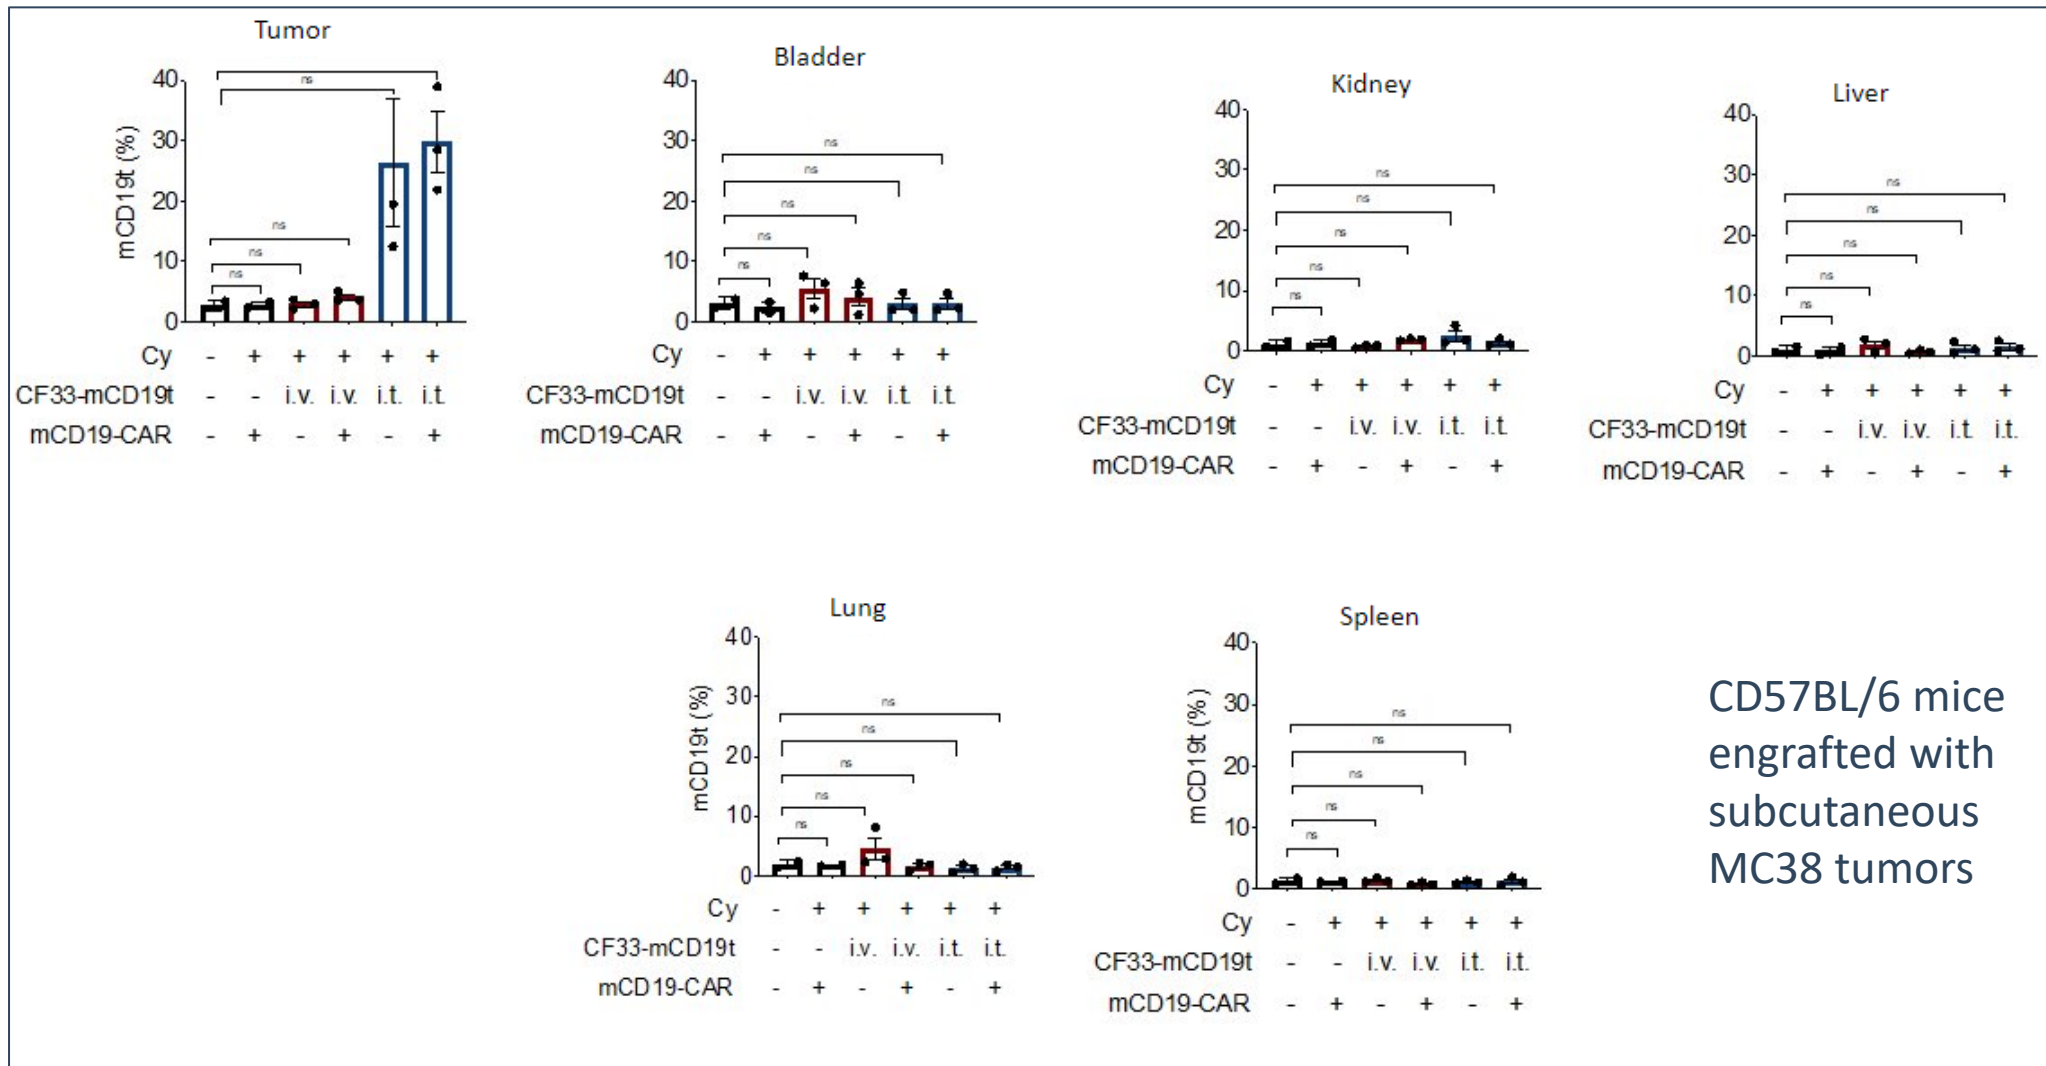 Tumor
40
30
20
10
0
mCD19t (%)
ns
ns
ns
ns
ns
Cy - + + + + +
CF33-mCD19t - - i.v. i.v. i.t. i.t.
mCD19-CAR - + - + - +
Bladder
40
30
20
10
0
ns
ns
ns
ns
ns
Cy - + + + + +
CF33-mCD19t - - i.v. i.v. i.t. i.t.
mCD19-CAR - + - + - +
Kidney
40
30
20
10
0
ns
ns
ns
ns
ns
Cy - + + + + +
CF33-mCD19t - - i.v. i.v. i.t. i.t.
mCD19-CAR - + - + - +
Liver
40
30
20
10
0
ns
ns
ns
ns
ns
Cy - + + + + +
CF33-mCD19t - - i.v. i.v. i.t. i.t.
mCD19-CAR - + - + - +
Lung
40
30
20
10
0
mCD19t (%)
ns
ns
ns
ns
ns
Cy - + + + + +
CF33-mCD19t - - i.v. i.v. i.t. i.t.
mCD19-CAR - + - + - +
Spleen
40
30
20
10
0
mCD19t (%)
ns
ns
ns
ns
ns
Cy - + + + + +
CF33-mCD19t - - i.v. i.v. i.t. i.t.
mCD19-CAR - + - + - +
CD57BL/6 mice
engrafted with
subcutaneous
MC38 tumors